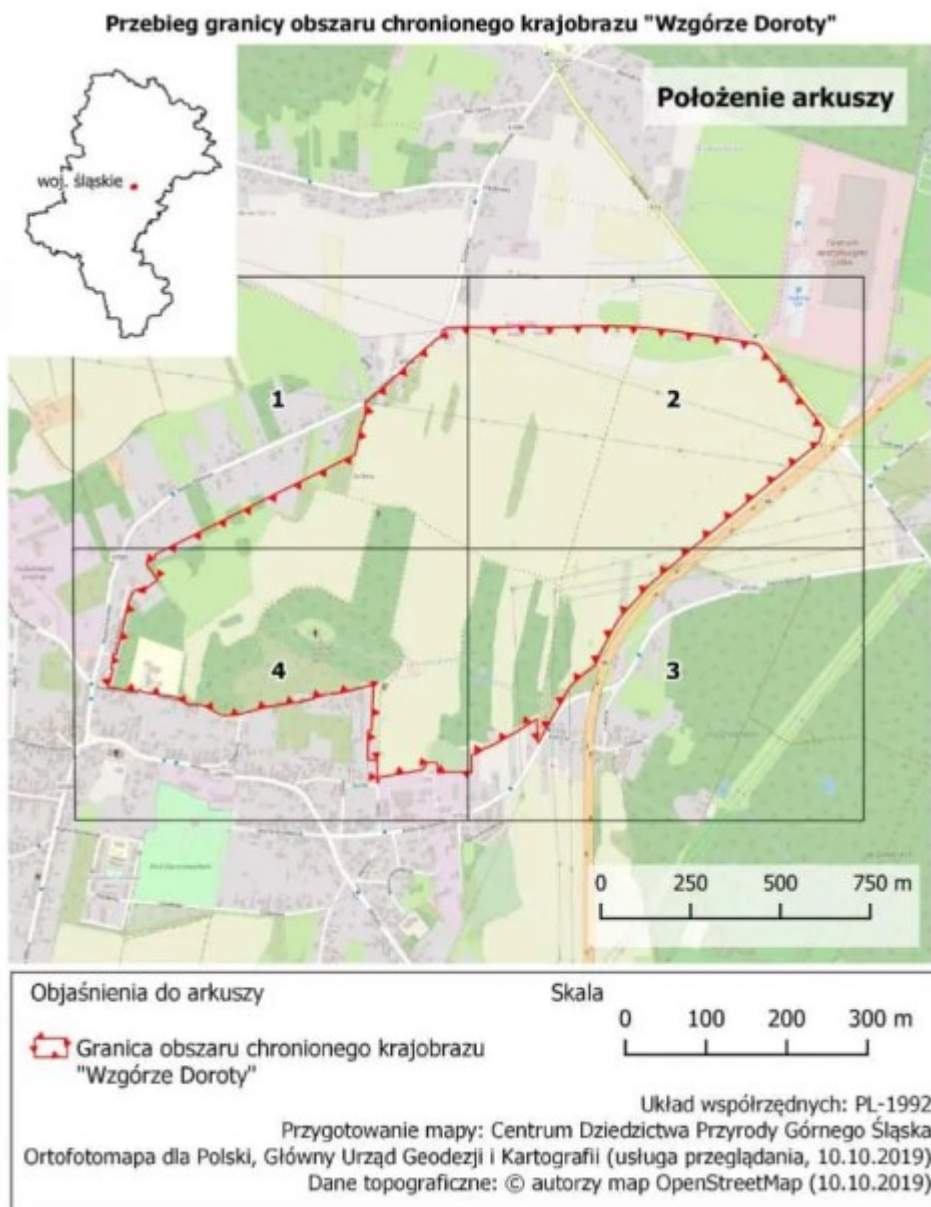 Przebieg granicy obszaru chronionego krajobrazu "Wzgórze Doroty"
Położenie arkuszy
woj. śląskie
1
2
4
3
0 250 500 750 m
Objaśnienia do arkuszy
Granica obszaru chronionego krajobrazu
"Wzgórze Doroty"
Skala
0 100 200 300 m
Układ współrzędnych: PL-1992
Przygotowanie mapy: Centrum Dziedzictwa Przyrody Górnego Śląska
Ortofotomapa dla Polski, Główny Urząd Geodezji i Kartografii (usługa przeglądania, 10.10.2019)
Dane topograficzne: © autorzy map OpenStreetMap (10.10.2019)